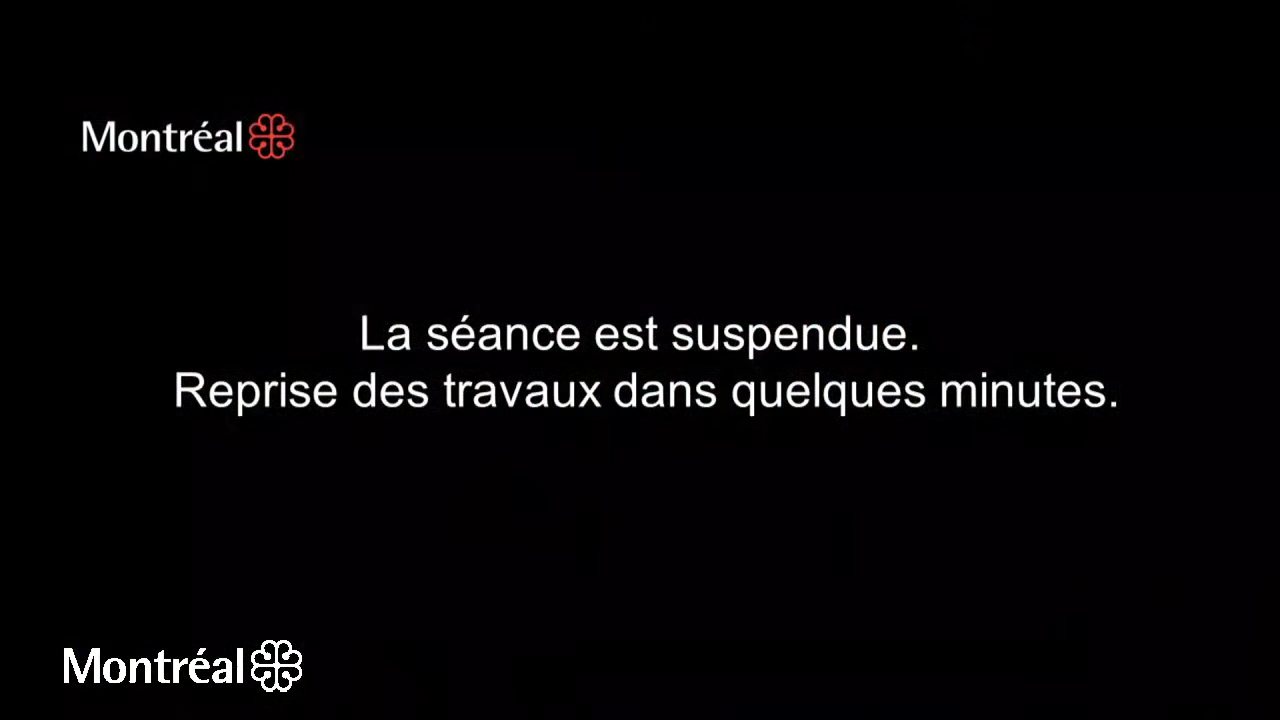 Montréal
La séance est suspendue.
Reprise des travaux dans quelques minutes.
Montréal